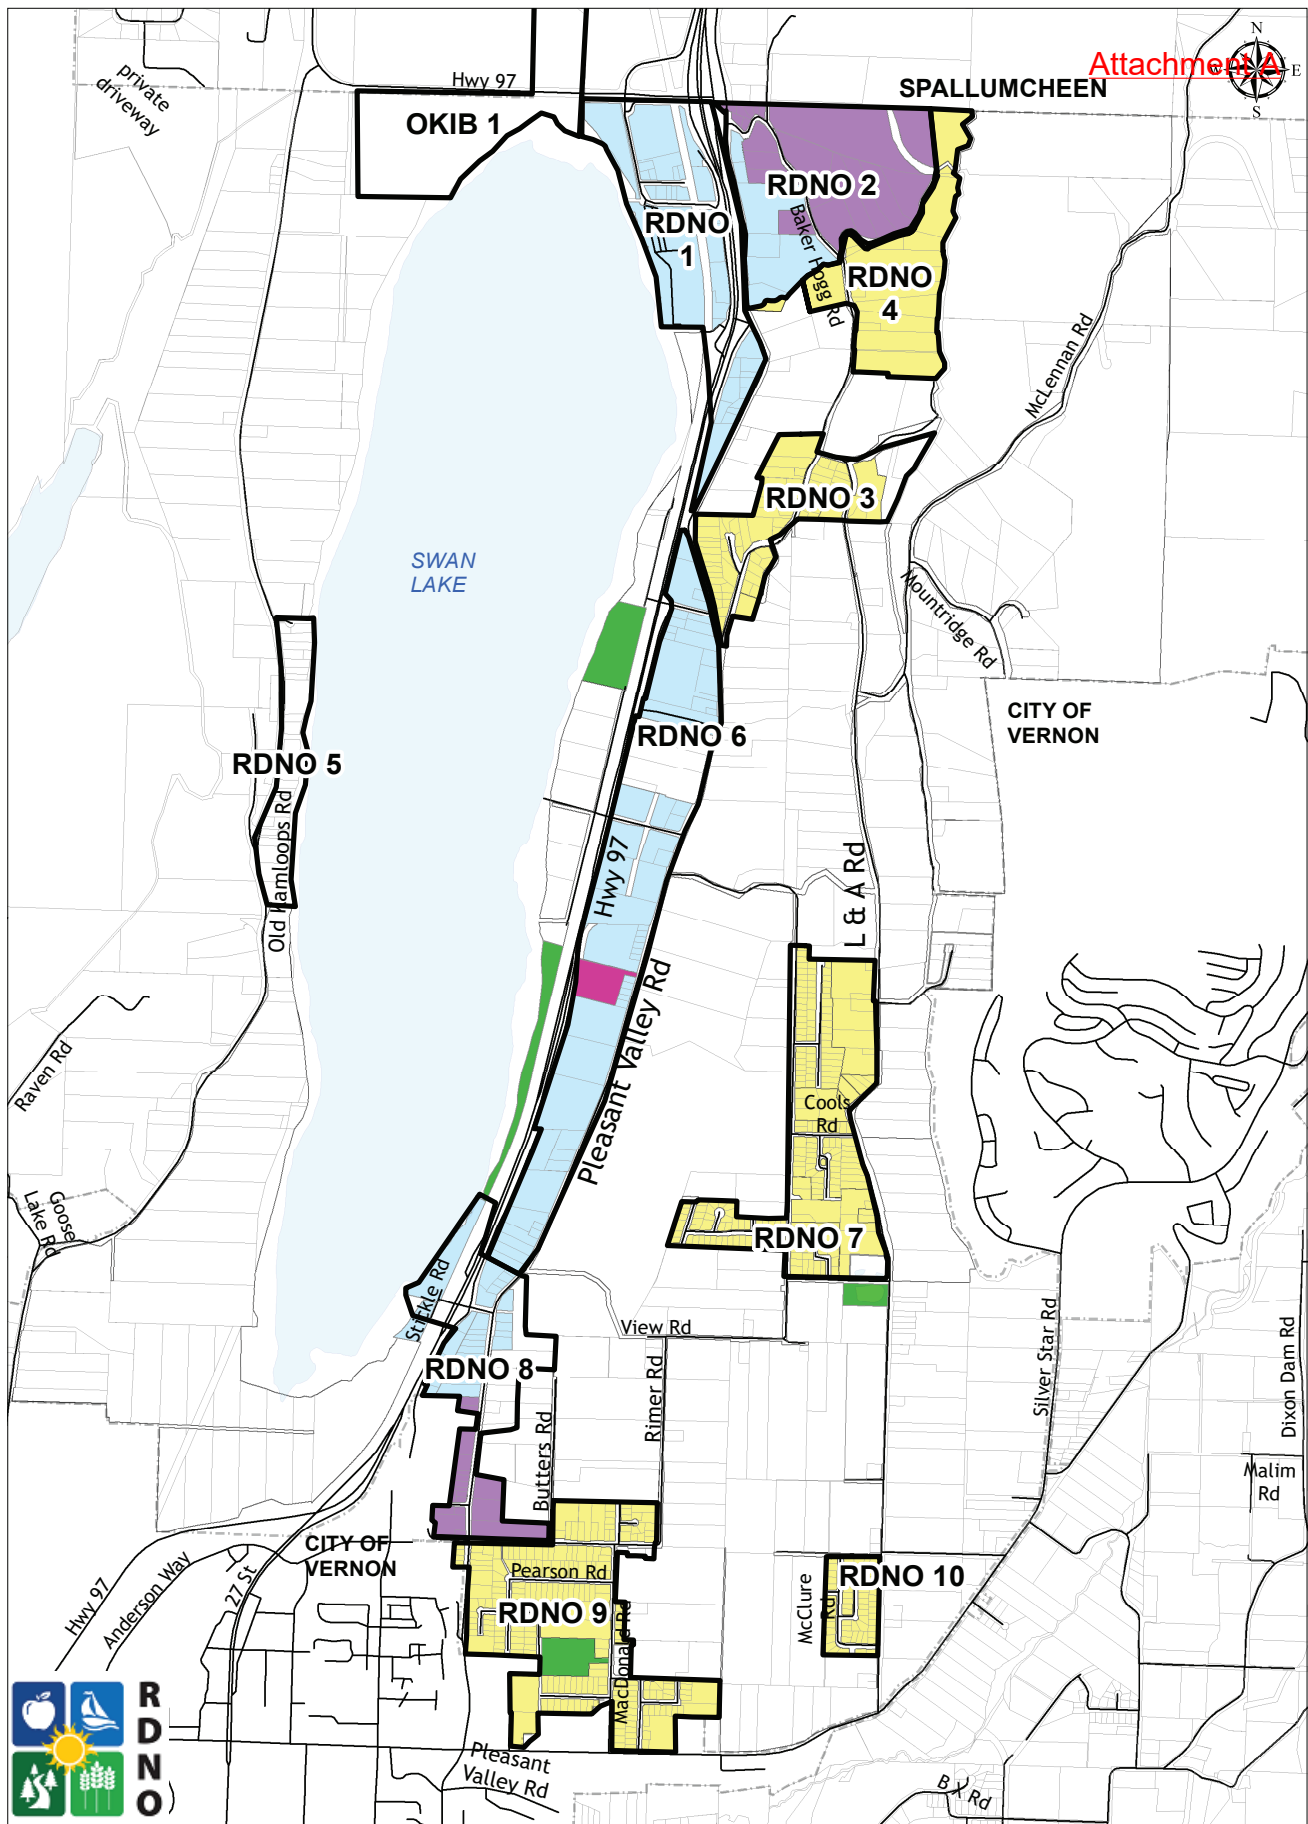 Attachment A
N
W
E
S
Hwy 97
SPALLUMCHEEN
private
driveway
OKIB 1
RDNO 2
RDNO
1
Baker Hogg Rd
RDNO
4
McLennan Rd
RDNO 3
SWAN
LAKE
Mountridge Rd
CITY OF
VERNON
RDNO 6
RDNO 5
Old Kamloops Rd
Hwy 97
L & A Rd
Pleasant Valley Rd
Raven Rd
Cools
Rd
Goose
Lake Rd
RDNO 7
Stickle Rd
View Rd
RDNO 8
Rimer Rd
Silver Star Rd
Dixon Dam Rd
Butters Rd
Malim
Rd
CITY OF
VERNON
Hwy 97
Anderson Way
27 St
Pearson Rd
RDNO 9
MacDonald Rd
McClure
Rd
RDNO 10
R
D
N
O
Pleasant
Valley Rd
B X Rd